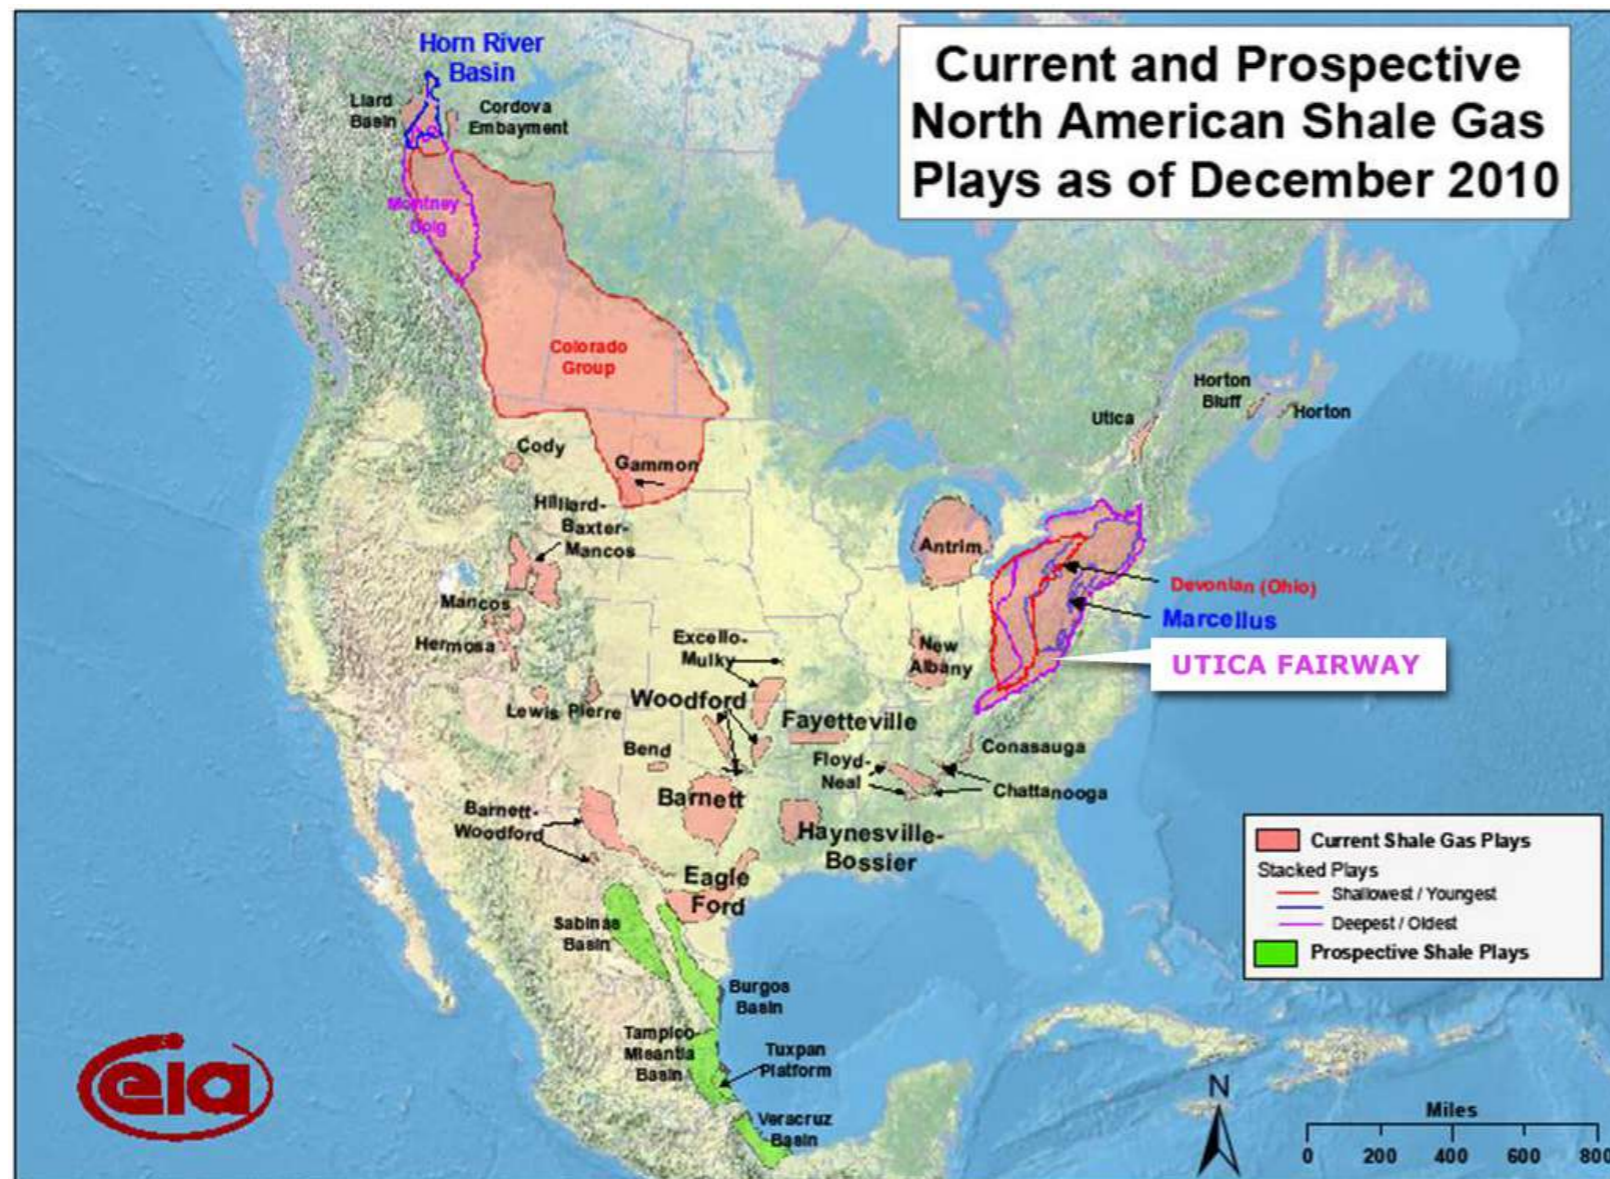 Current and Prospective
North American Shale Gas
Plays as of December 2010
Horn River
Basin
Liard
Basin
Cordova
Embayment
Montney
Doig
Colorado
Group
Cody
Gammon
Hilliard-
Baxter-
Mancos
Mancos
Hermosa
Lewis
Pierre
Excello-
Mulky
Woodford
Fayetteville
Bend
Floyd-
Neal
Barnett
Barnett-
Woodford
Haynesville-
Bossier
Eagle
Ford
Antrim
New
Albany
Utica
Horton
Bluff
Horton
Devonian (Ohio)
Marcellus
UTICA FAIRWAY
Conasauga
Chattanooga
Sabinas
Basin
Burgos
Basin
Tampico
Misantla
Basin
Tuxpan
Platform
Veracruz
Basin
Current Shale Gas Plays
Stacked Plays
Shallowest / Youngest
Deepest / Oldest
Prospective Shale Plays
eia
N
Miles
0 200 400 600 800